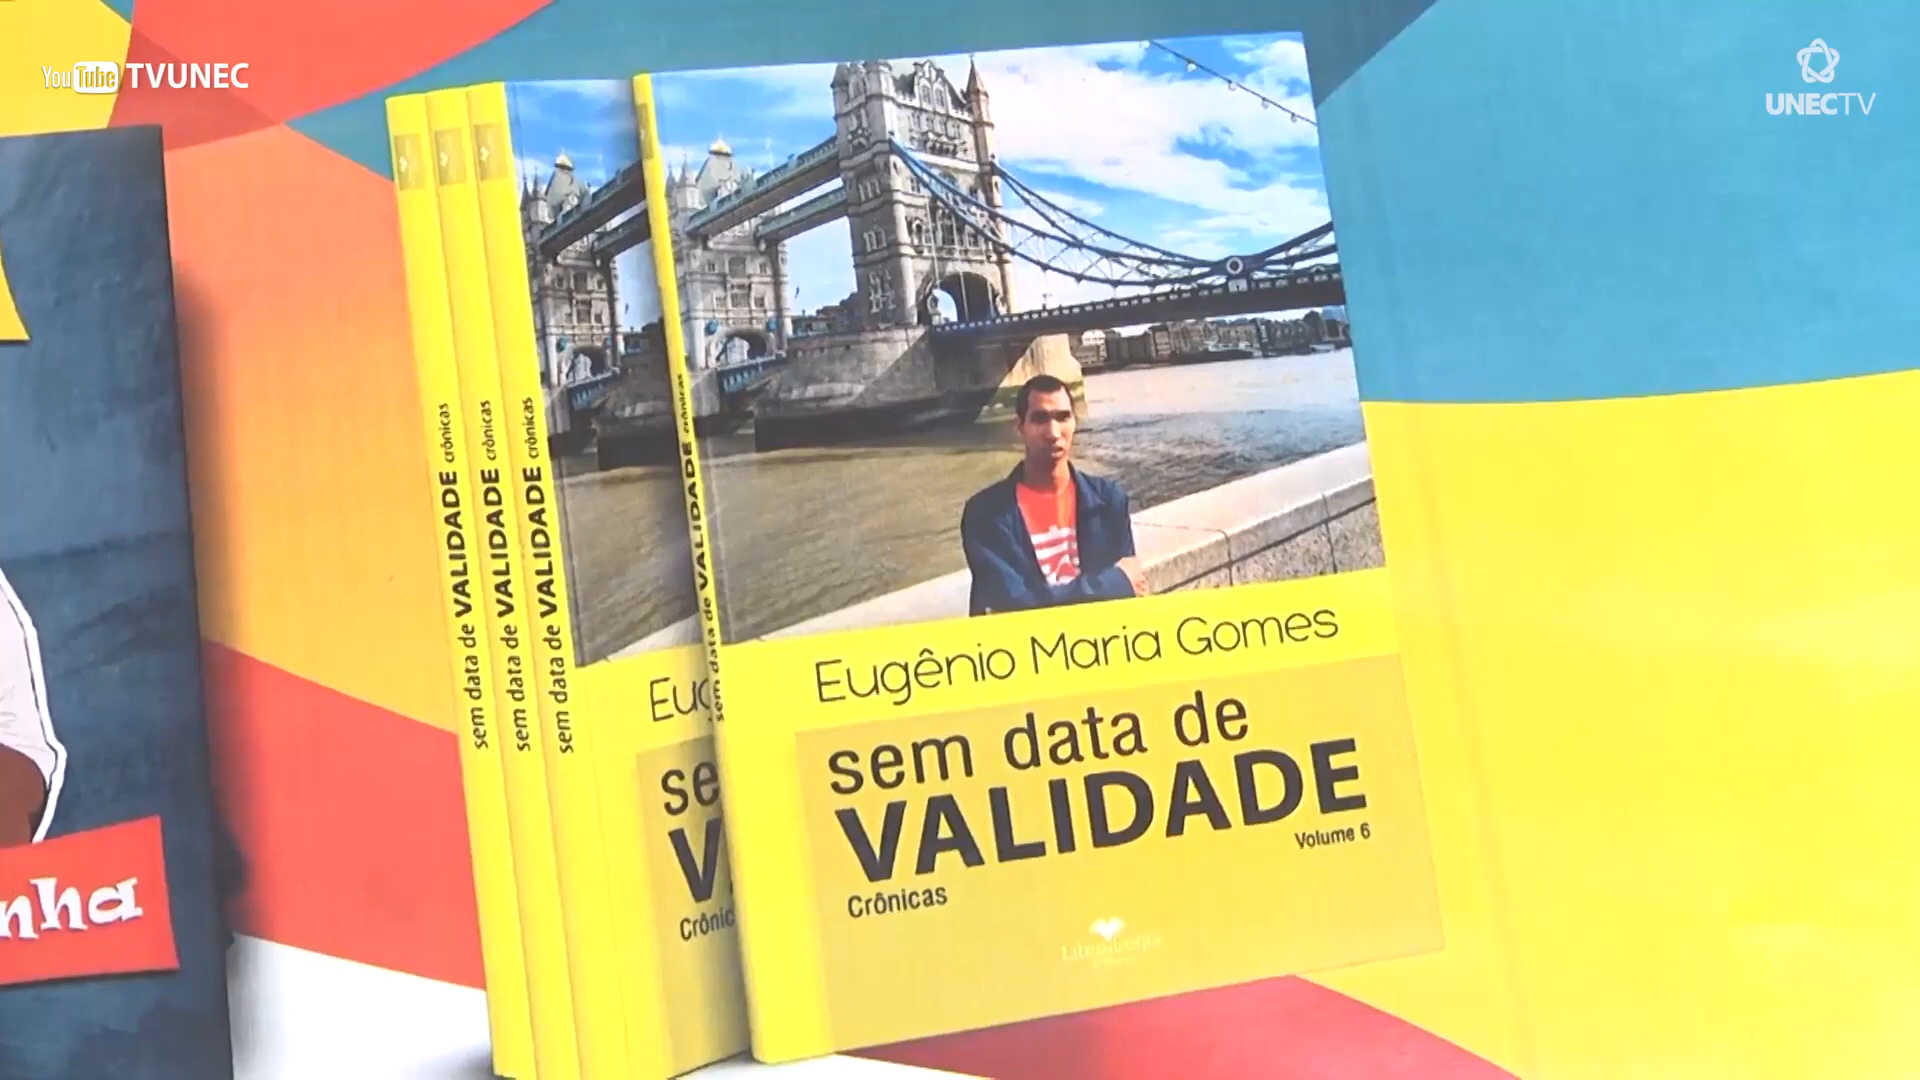 YouTube TVUNEC
UNECTV
sem data de VALIDADE crônicas
sem data de VALIDADE crônicas
sem data de VALIDADE crônicas
sem data de VALIDADE crônicas
Eugênio Maria Gomes
sem data de
VALIDADE
Volume 6
Crônicas
Eug
se
V
Crônic
nha